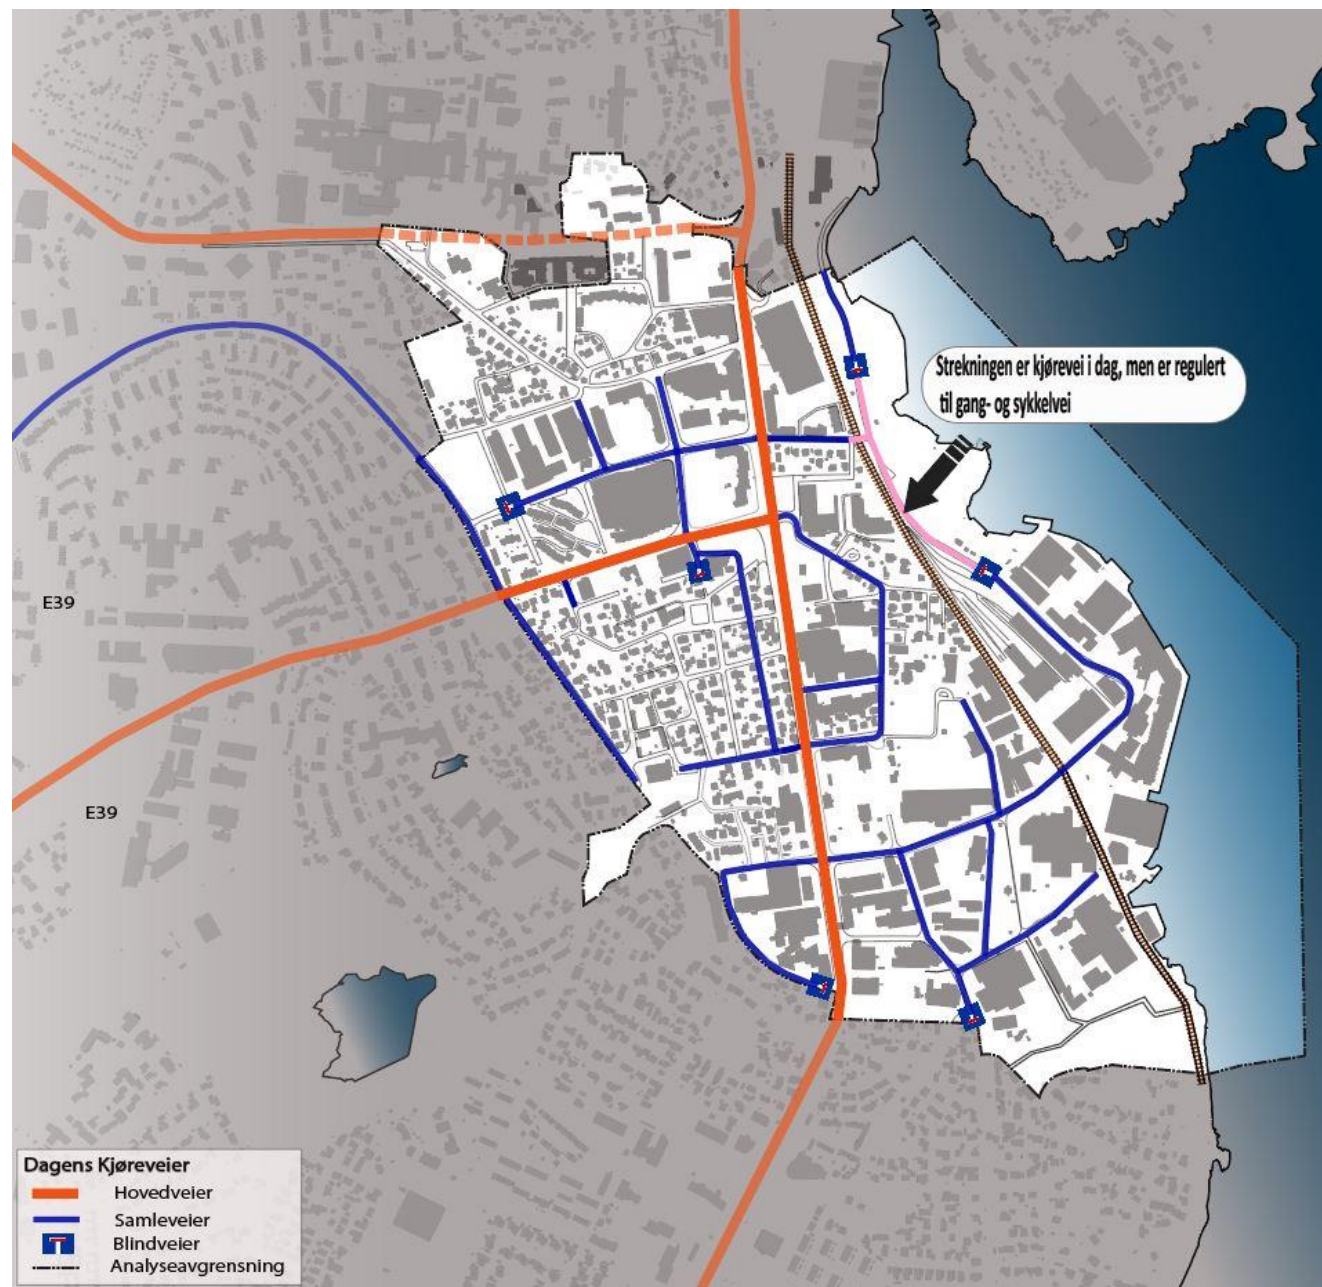 Strekningen er kjørevei i dag, men er regulert
til gang- og sykkelvei
E39
E39
Dagens Kjøreveier
Hovedveier
Samleveier
Blindveier
Analyseavgrensning